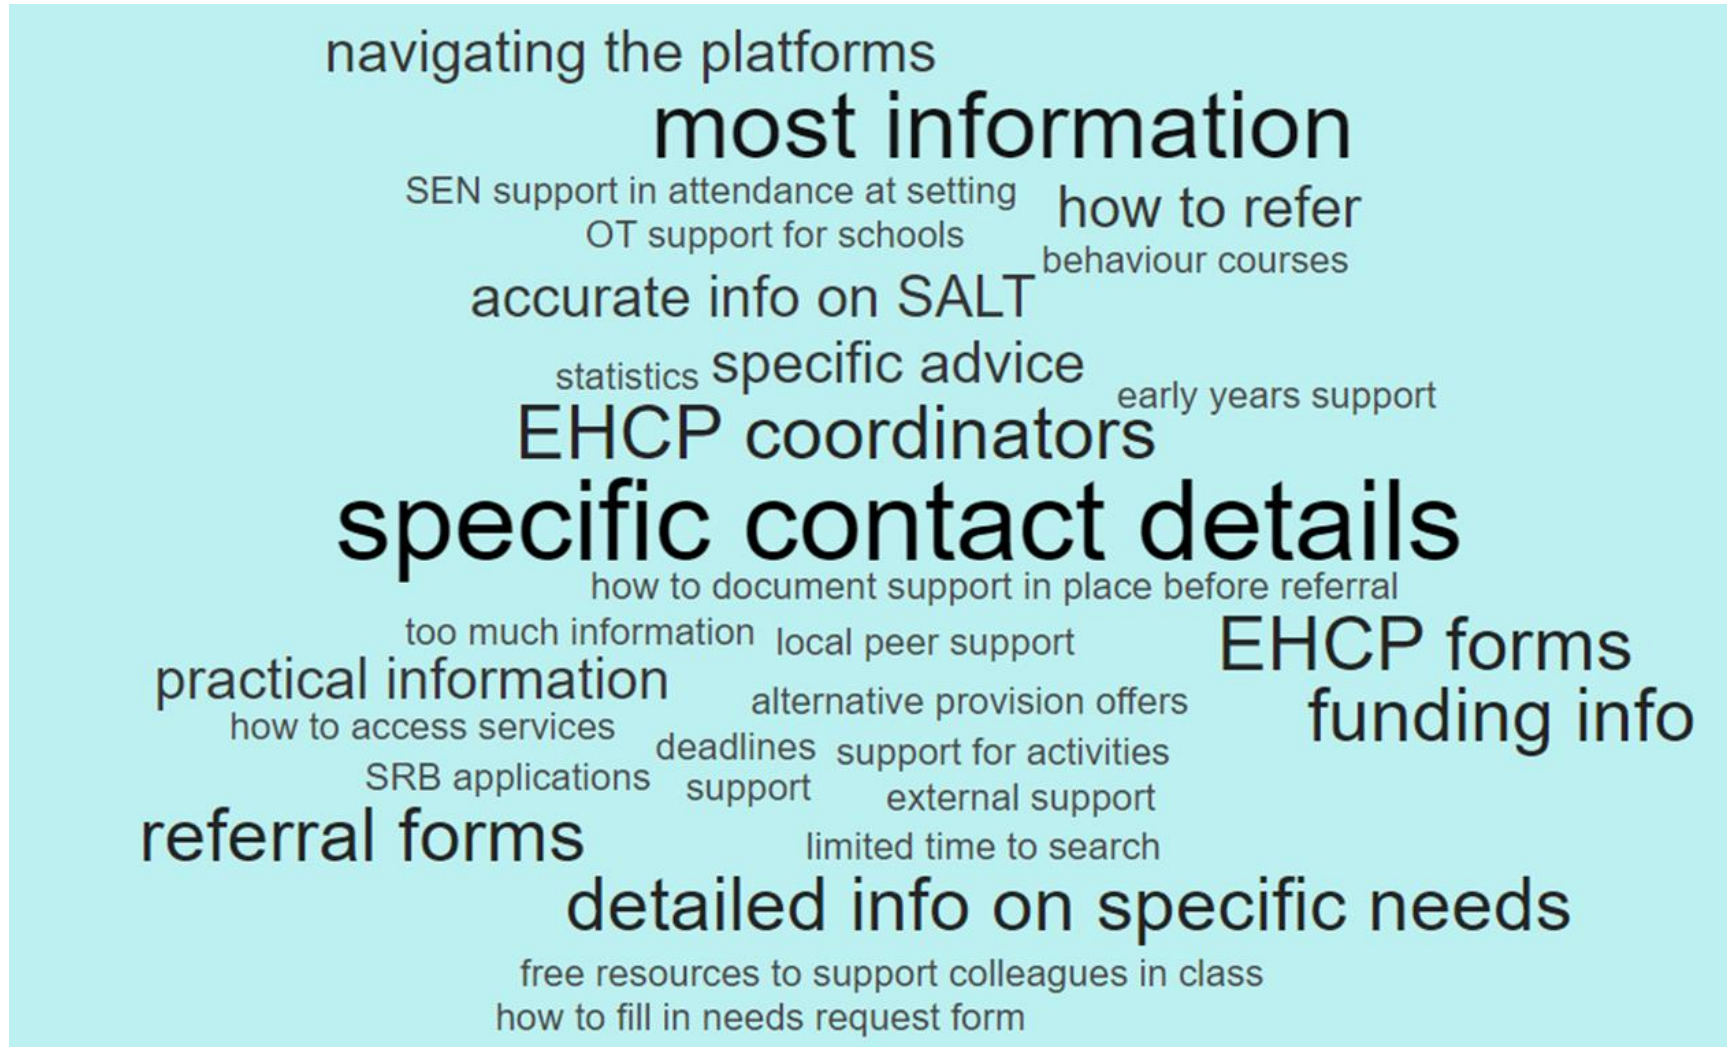 navigating the platforms
most information
SEN support in attendance at setting
how to refer
OT support for schools
behaviour courses
accurate info on SALT
specific advice
statistics
early years support
EHCP coordinators
specific contact details
how to document support in place before referral
too much information
local peer support
EHCP forms
practical information
alternative provision offers
funding info
how to access services
deadlines
support for activities
SRB applications
support
external support
referral forms
limited time to search
detailed info on specific needs
free resources to support colleagues in class
how to fill in needs request form